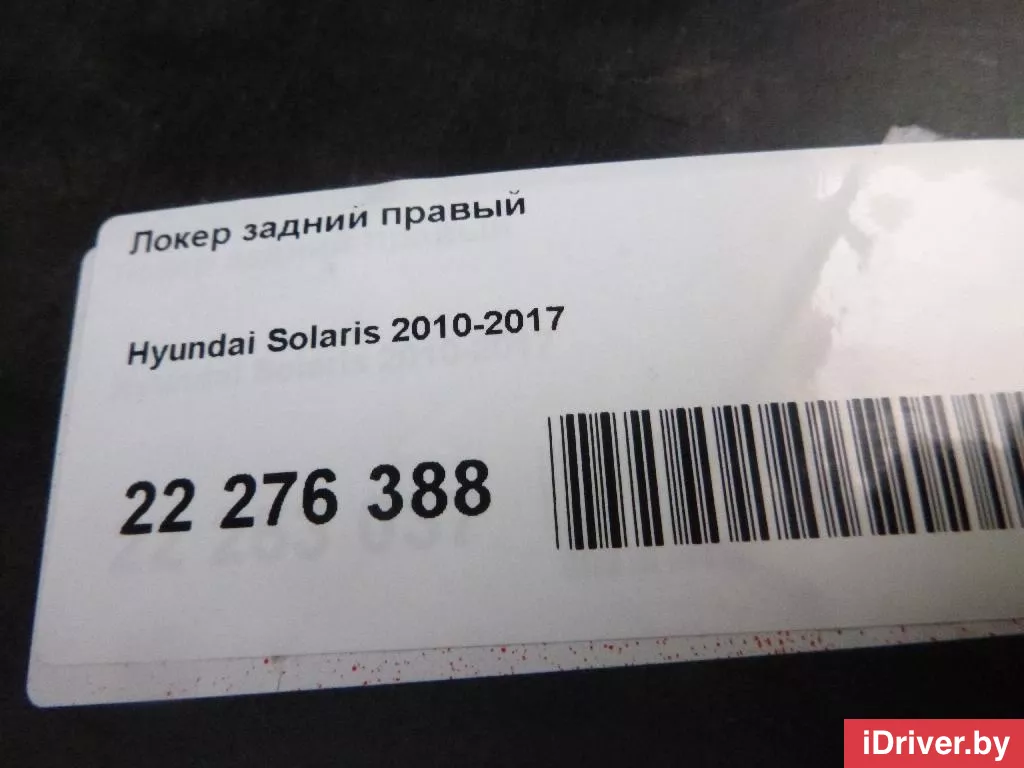 Локер задний правый
Hyundai Solaris 2010-2017
22 276 388
iDriver.by